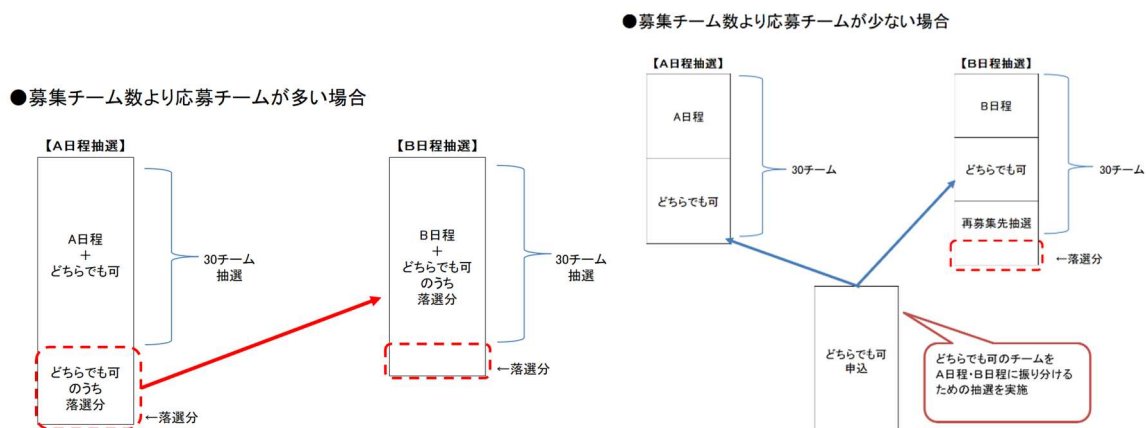 ●募集チーム数より応募チームが多い場合
【A日程抽選】
A日程
+
どちらでも可
30チーム
抽選
どちらでも可
のうち
落選分
←落選分
【B日程抽選】
B日程
+
どちらでも可
のうち
落選分
30チーム
抽選
←落選分
●募集チーム数より応募チームが少ない場合
【A日程抽選】
A日程
どちらでも可
30チーム
【B日程抽選】
B日程
どちらでも可
再募集先抽選
30チーム
←落選分
どちらでも可
申込
どちらでも可のチームを
A日程・B日程に振り分ける
ための抽選を実施